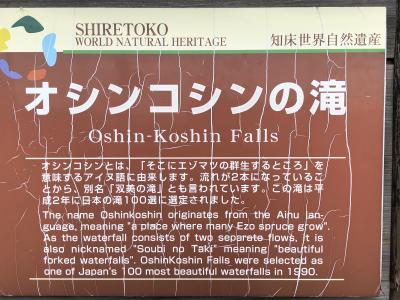 SHIRETOKO
WORLD NATURAL HERITAGE
知床世界自然遺産
オシンコシンの滝
Oshin-Koshin Falls
オシンコシンとは、「そこにエゾマツの群生するところ」を
意味するアイヌ語に由来します。流れが2本になっているこ
とから、別名「双美の滝」とも言われています。この滝は平
成2年に日本の滝100選に選定されました。
The name Oshinkoshin originates from the Ainu lan-
guage, meaning "a place where many Ezo spruce grow".
As the waterfall consists of two separate flows, it is
also nicknamed "Soubi no Taki" meaning "beautiful
forked waterfalls". OshinKoshin Falls were selected as
one of Japan's 100 most beautiful waterfalls in 1990.